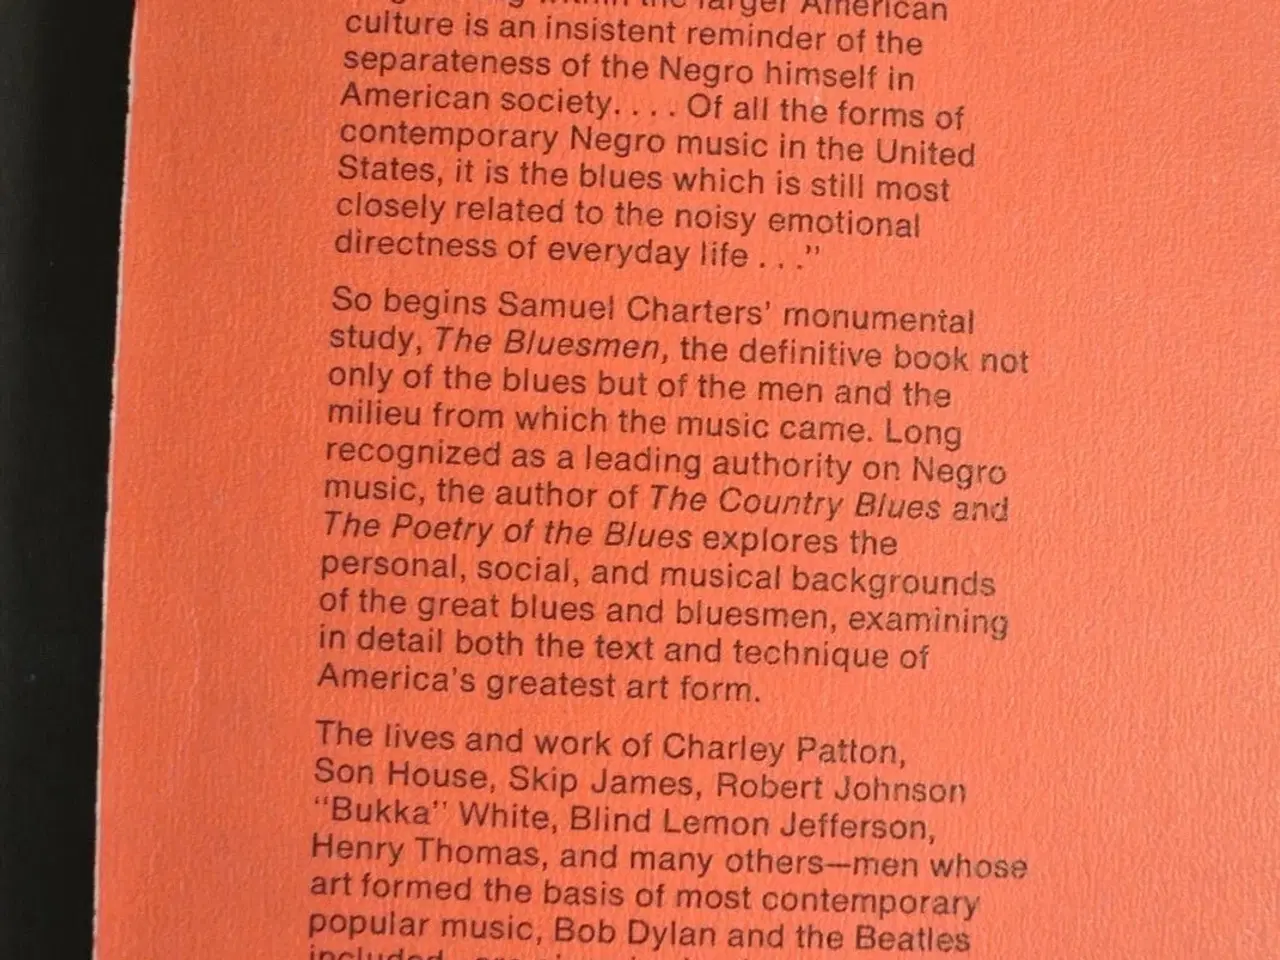 the larger American
culture is an insistent reminder of the
separateness of the Negro himself in
American society. . . . Of all the forms of
contemporary Negro music in the United
States, it is the blues which is still most
closely related to the noisy emotional
directness of everyday life . . ."
So begins Samuel Charters' monumental
study, The Bluesmen, the definitive book not
only of the blues but of the men and the
milieu from which the music came. Long
recognized as a leading authority on Negro
music, the author of The Country Blues and
The Poetry of the Blues explores the
personal, social, and musical backgrounds
of the great blues and bluesmen, examining
in detail both the text and technique of
America's greatest art form.
The lives and work of Charley Patton,
Son House, Skip James, Robert Johnson
"Bukka" White, Blind Lemon Jefferson,
Henry Thomas, and many others—men whose
art formed the basis of most contemporary
popular music, Bob Dylan and the Beatles
included